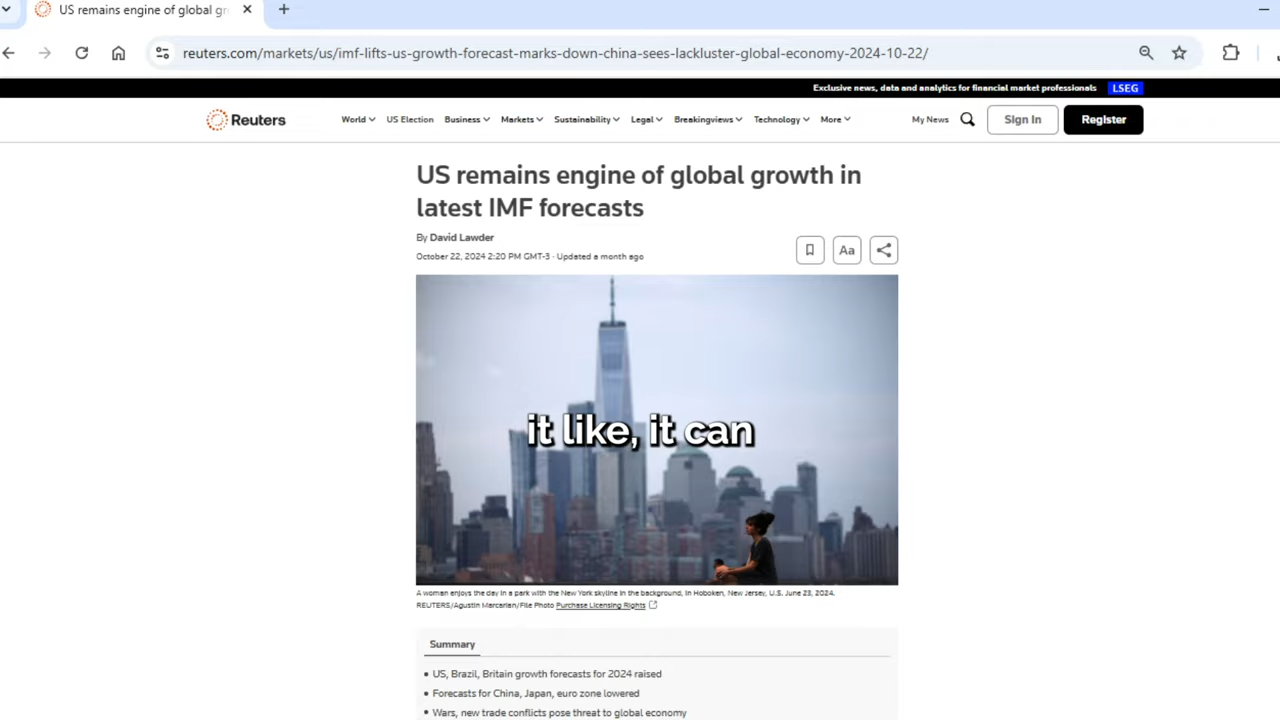 US remains engine of global gr
reuters.com/markets/us/imf-lifts-us-growth-forecast-marks-down-china-sees-lackluster-global-economy-2024-10-22/
Exclusive news, data and analytics for financial market professionals LSEG
Reuters World US Election Business Markets Sustainability Legal Breakingviews Technology More My News Sign In Register
US remains engine of global growth in
latest IMF forecasts
By David Lawder
October 22, 2024 2:20 PM GMT-3 · Updated a month ago
Aa
it like, it can
A woman enjoys the day in a park with the New York skyline in the background, in Hoboken, New Jersey, U.S. June 23, 2024.
REUTERS/Agustin Marcarian/File Photo Purchase Licensing Rights
Summary
US, Brazil, Britain growth forecasts for 2024 raised
Forecasts for China, Japan, euro zone lowered
Wars, new trade conflicts pose threat to global economy